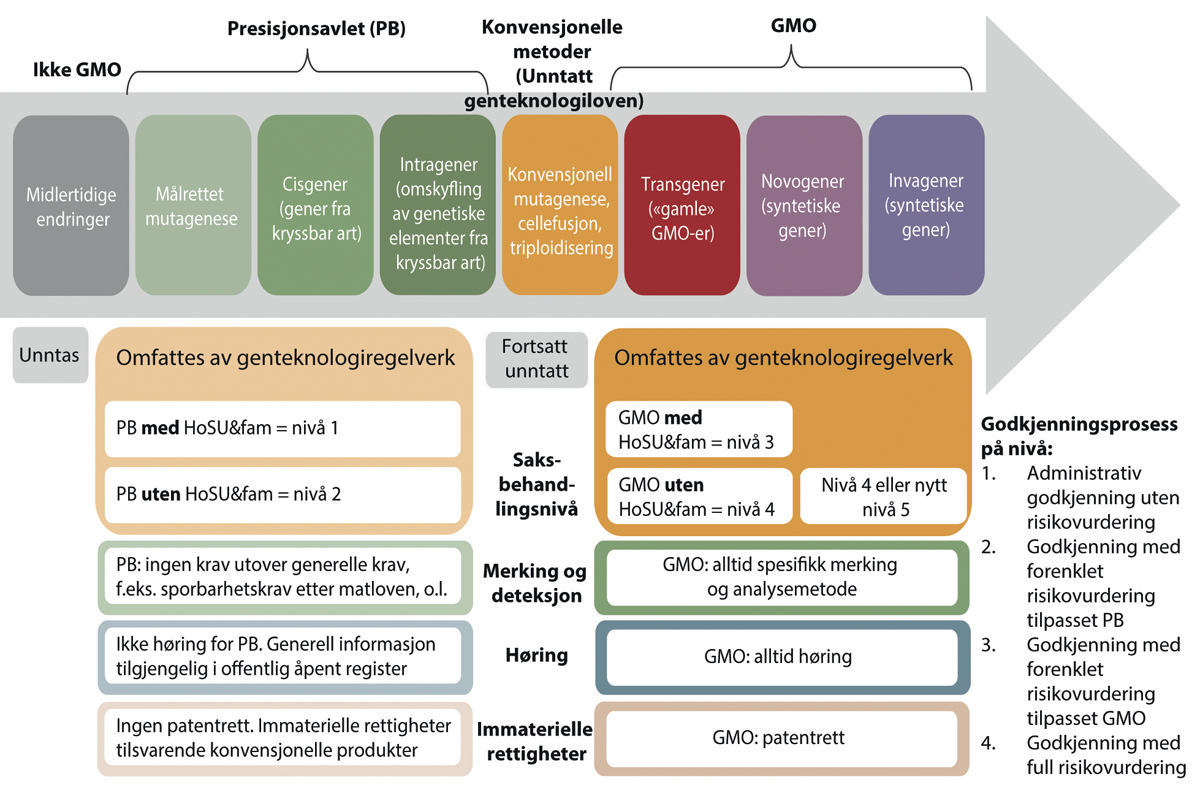 Ikke GMO
Presisjonsavlet (PB)
Konvensjonelle
metoder
(Unntatt
genteknologiloven)
GMO
Midlertidige
endringer
Målrettet
mutagenese
Cisgener
(gener fra
kryssbar art)
Intragener
(omskyfling
av genetiske
elementer fra
kryssbar art)
Konvensjonell
mutagenese,
cellefusjon,
triploidisering
Transgener
(«gamle»
GMO-er)
Novogener
(syntetiske
gener)
Invagener
(syntetiske
gener)
Unntas
Omfattes av genteknologiregelverk
PB med HoSU&fam = nivå 1
PB uten HoSU&fam = nivå 2
Fortsatt
unntatt
Saks-
behand-
lingsnivå
Omfattes av genteknologiregelverk
GMO med
HoSU&fam = nivå 3
GMO uten
HoSU&fam = nivå 4
Nivå 4 eller nytt
nivå 5
PB: ingen krav utover generelle krav,
f.eks. sporbarhetskrav etter matloven, o.l.
Merking og
deteksjon
GMO: alltid spesifikk merking
og analysemetode
Ikke høring for PB. Generell informasjon
tilgjengelig i offentlig åpent register
Høring
GMO: alltid høring
Ingen patentrett. Immaterielle rettigheter
tilsvarende konvensjonelle produkter
Immaterielle
rettigheter
GMO: patentrett
Godkjenningsprosess
på nivå:
1. Administrativ
godkjenning uten
risikovurdering
2. Godkjenning med
forenklet
risikovurdering
tilpasset PB
3. Godkjenning med
forenklet
risikovurdering
tilpasset GMO
4. Godkjenning med
full risikovurdering